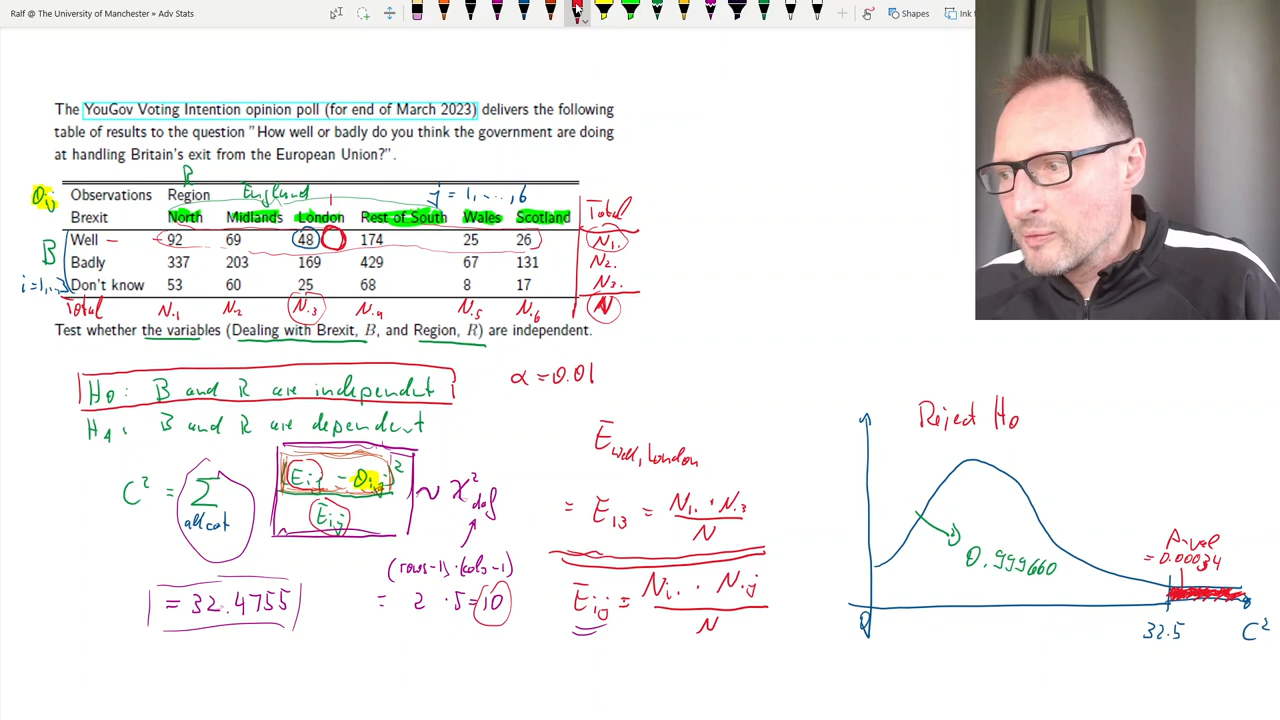 Ralf @ The University of Manchester » Adv Stats
Shapes
Ink to
The YouGov Voting Intention opinion poll (for end of March 2023) delivers the following
table of results to the question "How well or badly do you think the government are doing
at handling Britain's exit from the European Union?".
R
Oij Observations Region England j = 1,...,6
Brexit North Midlands London Rest of South Wales Scotland Total
Well 92 69 48 174 25 26 N1.
B Badly 337 203 169 429 67 131 N2.
i=1,..,3 Don't know 53 60 25 68 8 17 N3.
Total N.1 N.2 N.3 N.4 N.5 N.6 N
Test whether the variables (Dealing with Brexit, B, and Region, R) are independent.
α = 0.01
H0: B and R are independent
HA: B and R are dependent
Reject H0
E Well, London
C² = Σ all cat (Eij - Oij)² / Eij ~ χ² dof
= E13 = N1. · N.3 / N
(rows-1)·(cols-1)
= 32.4755
= 2 · 5 = 10
Eij = Ni. · N.j / N
0.999660
p-val
= 0.00034
0
32.5
C²